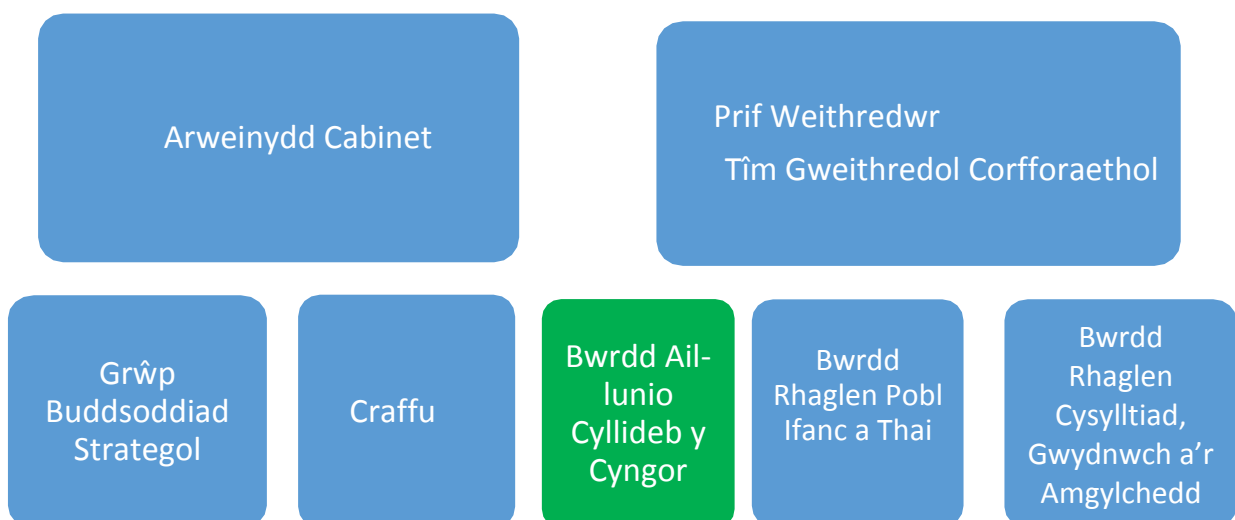 Arweinydd Cabinet
Prif Weithredwr
Tîm Gweithredol Corfforaethol
Grŵp
Buddsoddiad
Strategol
Craffu
Bwrdd Ail-
lunio
Cyllideb y
Cyngor
Bwrdd
Rhaglen Pobl
Ifanc a Thai
Bwrdd
Rhaglen
Cysylltiad,
Gwydnwch a’r
Amgylchedd